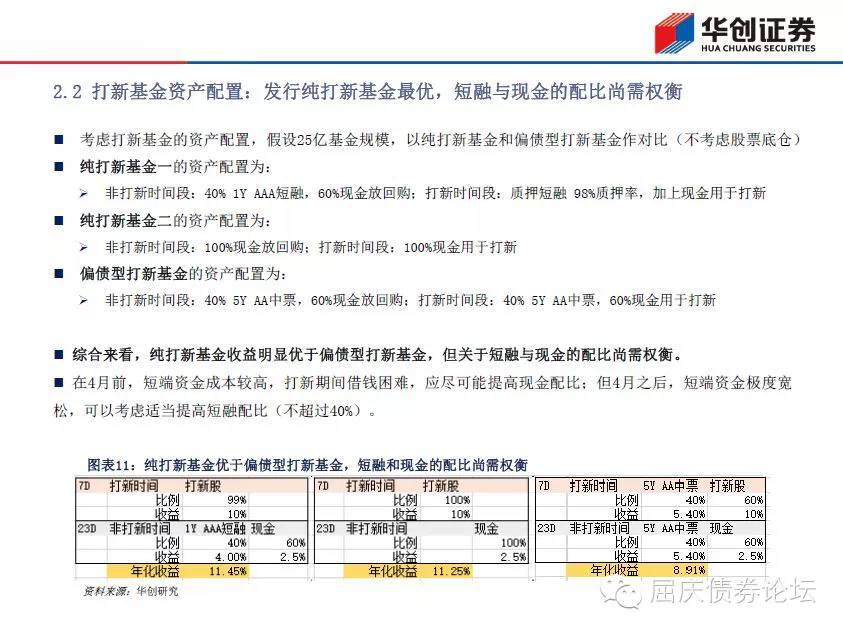 华创证券
HUA CHUANG SECURITIES
2.2 打新基金资产配置：发行纯打新基金最优，短融与现金的配比尚需权衡
■ 考虑打新基金的资产配置，假设25亿基金规模，以纯打新基金和偏债型打新基金作对比（不考虑股票底仓）
■ 纯打新基金一的资产配置为：
➢ 非打新时间段：40% 1Y AAA短融，60%现金放回购；打新时间段：质押短融 98%质押率，加上现金用于打新
■ 纯打新基金二的资产配置为：
➢ 非打新时间段：100%现金放回购；打新时间段：100%现金用于打新
■ 偏债型打新基金的资产配置为：
➢ 非打新时间段：40% 5Y AA中票，60%现金放回购；打新时间段：40% 5Y AA中票，60%现金用于打新
■ 综合来看，纯打新基金收益明显优于偏债型打新基金，但关于短融与现金的配比尚需权衡。
■ 在4月前，短端资金成本较高，打新期间借钱困难，应尽可能提高现金配比；但4月之后，短端资金极度宽
松，可以考虑适当提高短融配比（不超过40%）。
图表11：纯打新基金优于偏债型打新基金，短融和现金的配比尚需权衡
7D 打新时间 打新股
比例 99%
收益 10%
23D 非打新时间 1Y AAA短融 现金
比例 40% 60%
收益 4.00% 2.5%
年化收益 11.45%
7D 打新时间 打新股
比例 100%
收益 10%
23D 非打新时间 现金
比例 100%
收益 2.5%
年化收益 11.25%
7D 打新时间 5Y AA中票 打新股
比例 40% 60%
收益 5.40% 10%
23D 非打新时间 5Y AA中票 现金
比例 40% 60%
收益 5.40% 2.5%
年化收益 8.91%
资料来源：华创研究
屈庆债券论坛